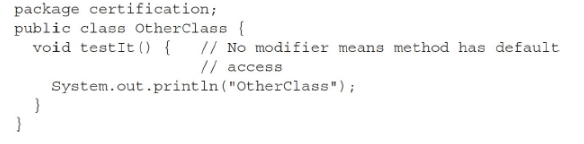 package certification;
public class OtherClass {
  void testIt() {   // No modifier means method has default
                    // access
    System.out.println("OtherClass");
  }
}